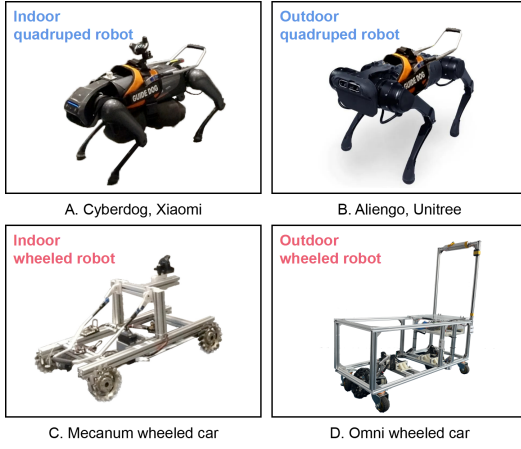 Indoor
quadruped robot
GUIDE DOG
A. Cyberdog, Xiaomi
Outdoor
quadruped robot
GUIDE DOG
B. Aliengo, Unitree
Indoor
wheeled robot
C. Mecanum wheeled car
Outdoor
wheeled robot
D. Omni wheeled car